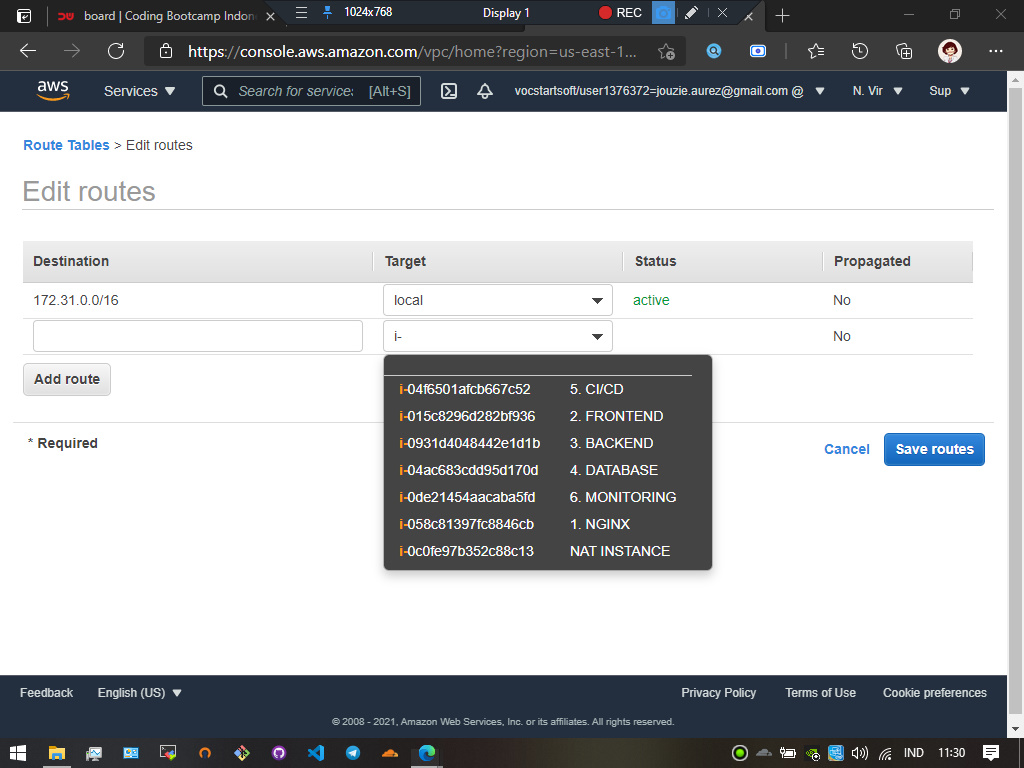 board | Coding Bootcamp Indon
1024x768
Display 1
REC
https://console.aws.amazon.com/vpc/home?region=us-east-1...
aws
Services
Search for services
[Alt+S]
vocstartsoft/user1376372=jouzie.aurez@gmail.com @
N. Vir
Sup
Route Tables > Edit routes
Edit routes
Destination Target Status Propagated
172.31.0.0/16 local active No
i- No
Add route
i-04f6501afcb667c52 5. CI/CD
i-015c8296d282bf936 2. FRONTEND
i-0931d4048442e1d1b 3. BACKEND
i-04ac683cdd95d170d 4. DATABASE
i-0de21454aacaba5fd 6. MONITORING
i-058c81397fc8846cb 1. NGINX
i-0c0fe97b352c88c13 NAT INSTANCE
* Required
Cancel
Save routes
Feedback English (US) Privacy Policy Terms of Use Cookie preferences
© 2008 - 2021, Amazon Web Services, Inc. or its affiliates. All rights reserved.
IND 11:30